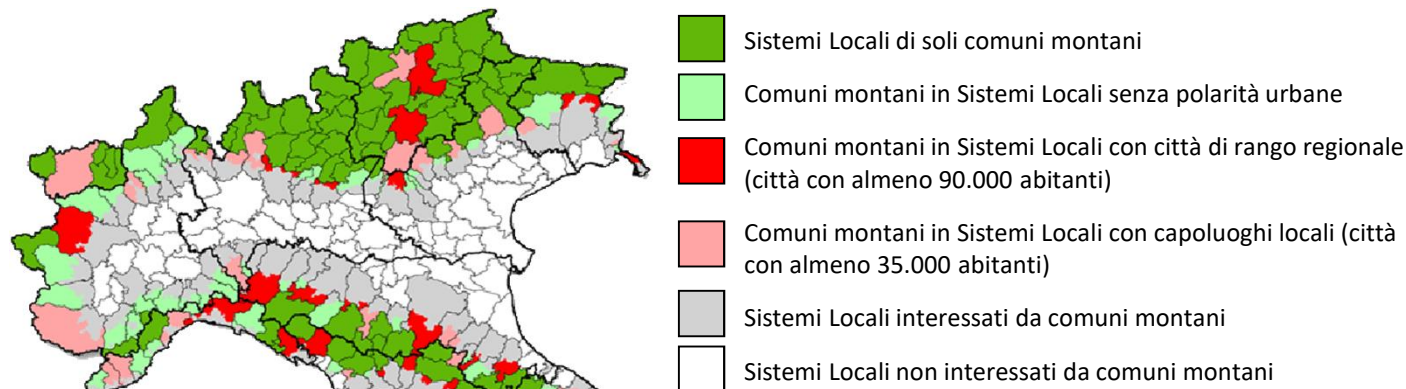 Sistemi Locali di soli comuni montani
Comuni montani in Sistemi Locali senza polarità urbane
Comuni montani in Sistemi Locali con città di rango regionale
(città con almeno 90.000 abitanti)
Comuni montani in Sistemi Locali con capoluoghi locali (città
con almeno 35.000 abitanti)
Sistemi Locali interessati da comuni montani
Sistemi Locali non interessati da comuni montani